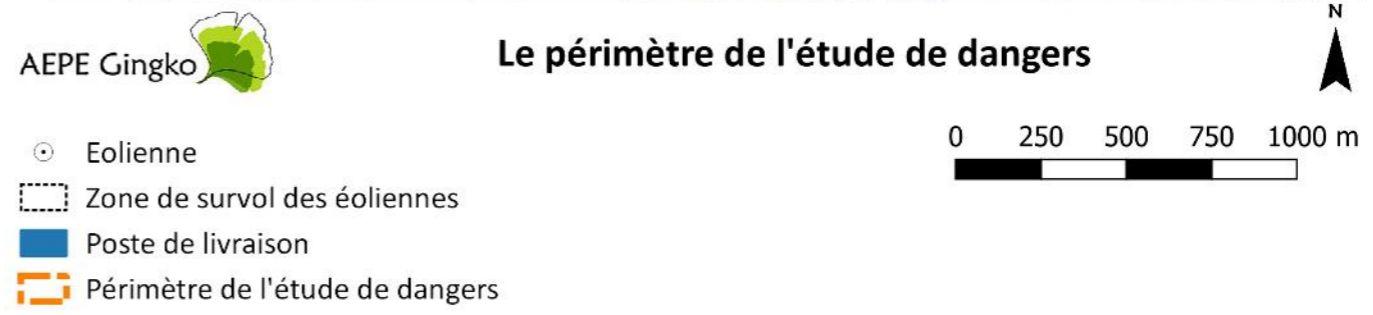 AEPE Gingko
Le périmètre de l'étude de dangers
N
0 250 500 750 1000 m
Eolienne
Zone de survol des éoliennes
Poste de livraison
Périmètre de l'étude de dangers